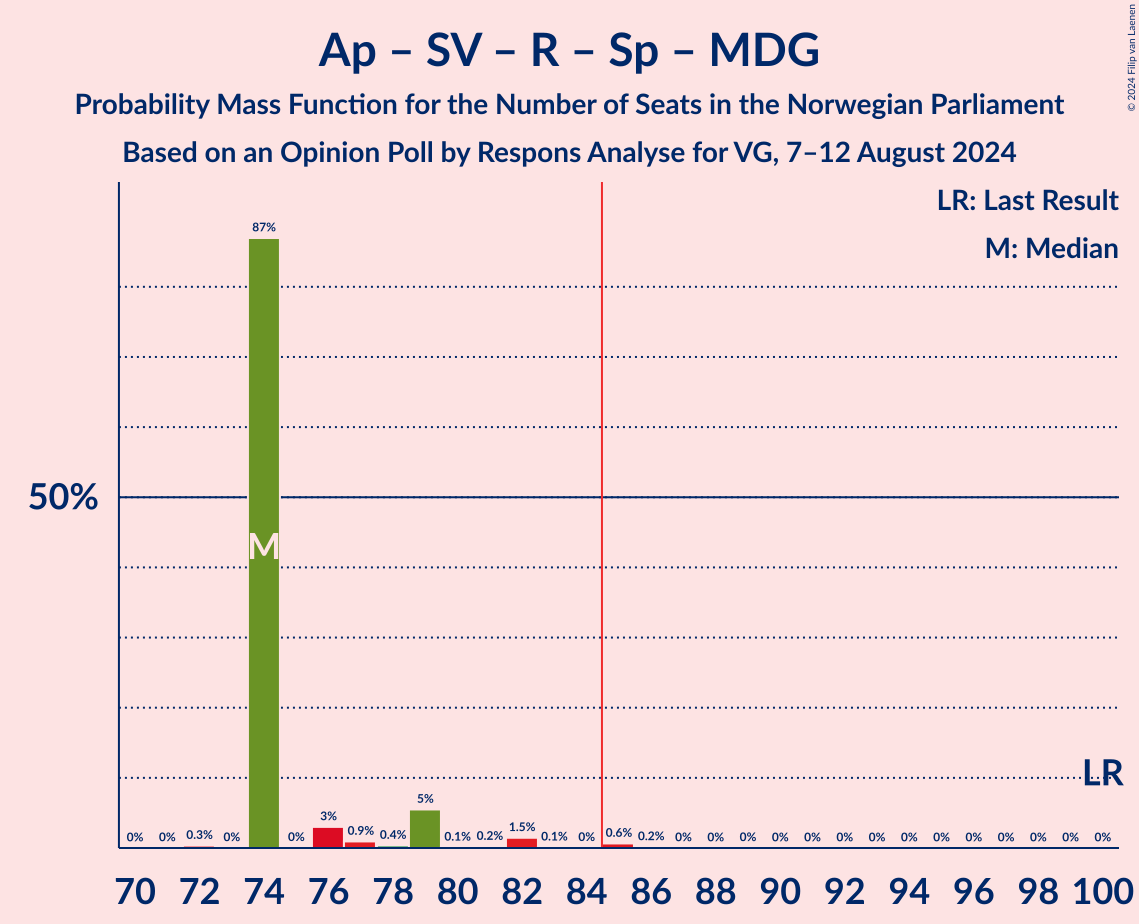 Ap – SV – R – Sp – MDG
Probability Mass Function for the Number of Seats in the Norwegian Parliament
Based on an Opinion Poll by Respons Analyse for VG, 7–12 August 2024
© 2024 Filip van Laenen
LR: Last Result
M: Median
87%
50%
M
LR
0% 0% 0.3% 0% 0% 3% 0.9% 0.4% 5% 0.1% 0.2% 1.5% 0.1% 0% 0.6% 0.2% 0% 0% 0% 0% 0% 0% 0% 0% 0% 0% 0% 0% 0% 0%
70 72 74 76 78 80 82 84 86 88 90 92 94 96 98 100